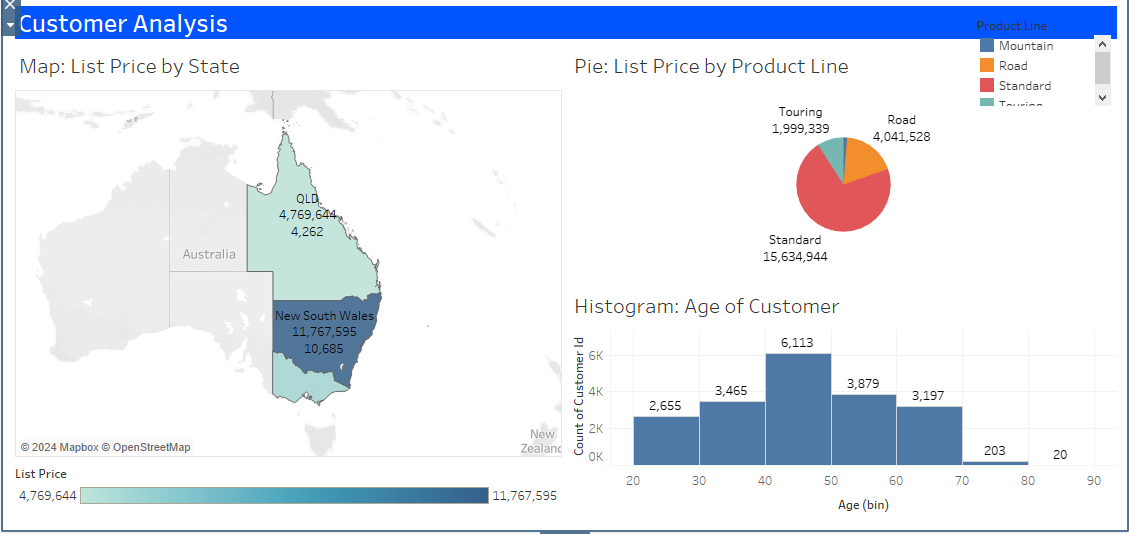 Customer Analysis
Product Line
Mountain
Road
Standard
Touring
Map: List Price by State
QLD
4,769,644
4,262
Australia
New South Wales
11,767,595
10,685
© 2024 Mapbox © OpenStreetMap
New
Zealand
List Price
4,769,644
11,767,595
Pie: List Price by Product Line
Touring
1,999,339
Road
4,041,528
Standard
15,634,944
Histogram: Age of Customer
Count of Customer Id
6K
4K
2K
0K
2,655
3,465
6,113
3,879
3,197
203
20
20 30 40 50 60 70 80 90
Age (bin)